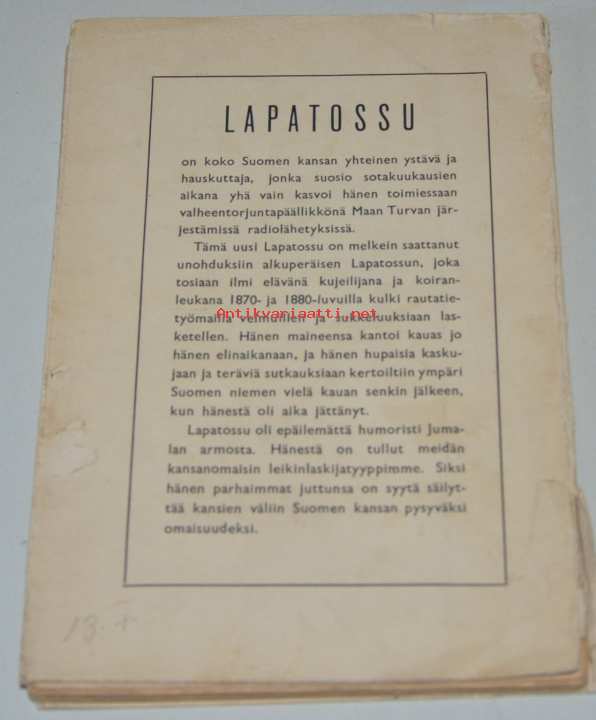 LAPATOSSU
on koko Suomen kansan yhteinen ystävä ja
hauskuttaja, jonka suosio sotakuukausien
aikana yhä vain kasvoi hänen toimiessaan
valheentorjuntapäällikkönä Maan Turvan jär-
jestämissä radiolähetyksissä.
Tämä uusi Lapatossu on melkein saattanut
unohduksiin alkuperäisen Lapatossun, joka
tosiaan ilmi elävänä kujeilijana ja koiran-
leukana 1870- ja 1880-luvuilla kulki rautatie-
työmailla velmuillen ja sukkeluuksiaan las-
Antikvariaatti.net
ketellen. Hänen maineensa kantoi kauas jo
hänen elinaikanaan, ja hänen hupaisia kasku-
jaan ja teräviä sutkauksiaan kertoiltiin ympäri
Suomen niemen vielä kauan senkin jälkeen,
kun hänestä oli aika jättänyt.
Lapatossu oli epäilemättä humoristi Juma-
lan armosta. Hänestä on tullut meidän
kansanomaisin leikinlaskijatyyppimme. Siksi
hänen parhaimmat juttunsa on syytä säilyt-
tää kansien väliin Suomen kansan pysyväksi
omaisuudeksi.
13.